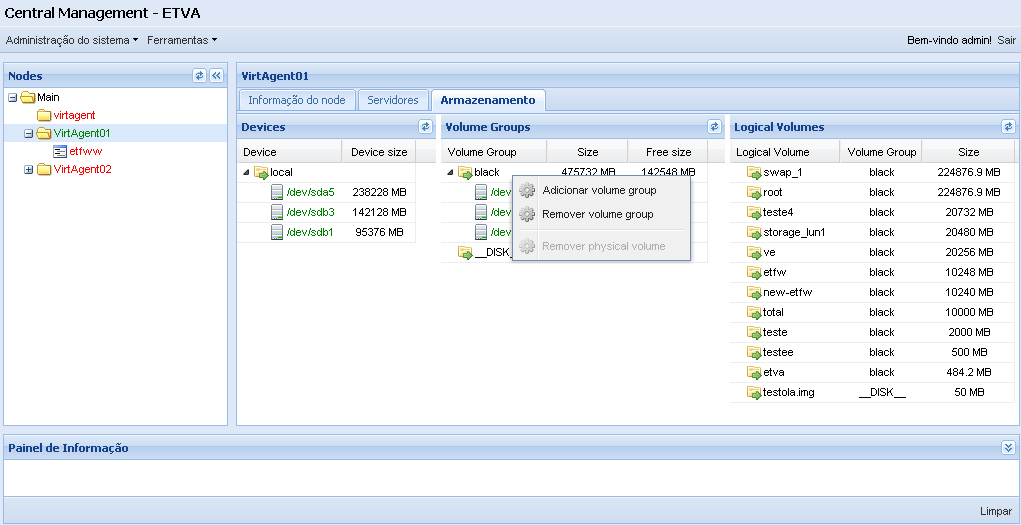 Central Management - ETVA
Administração do sistema Ferramentas Bem-vindo admin! Sair
Nodes
Main
virtagent
VirtAgent01
etfww
VirtAgent02
VirtAgent01
Informação do node Servidores Armazenamento
Devices
Device Device size
local
/dev/sda5 238228 MB
/dev/sdb3 142128 MB
/dev/sdb1 95376 MB
Volume Groups
Volume Group Size Free size
black 475732 MB 142548 MB
/dev
/dev
/dev
__DISK_
Adicionar volume group
Remover volume group
Remover physical volume
Logical Volumes
Logical Volume Volume Group Size
swap_1 black 224876.9 MB
root black 224876.9 MB
teste4 black 20732 MB
storage_lun1 black 20480 MB
ve black 20256 MB
etfw black 10248 MB
new-etfw black 10240 MB
total black 10000 MB
teste black 2000 MB
testee black 500 MB
etva black 484.2 MB
testola.img __DISK__ 50 MB
Painel de Informação
Limpar